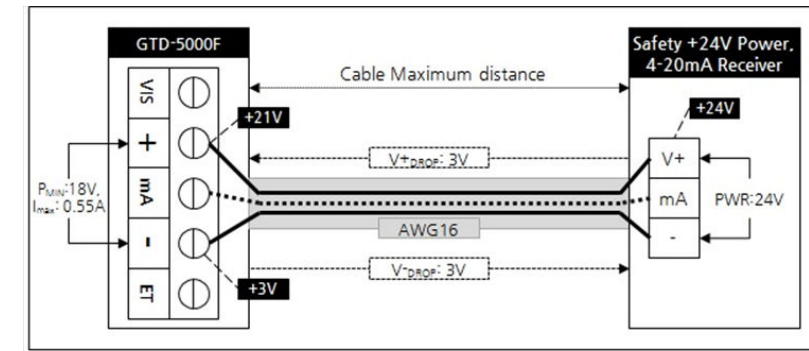 GTD-5000F
Safety +24V Power,
4-20mA Receiver
Cable Maximum distance
VIS
+
mA
-
ET
+21V
+24V
V+DROP: 3V
V+
mA
-
PMIN:18V,
Imax: 0.55A
PWR:24V
AWG16
V-DROP: 3V
+3V